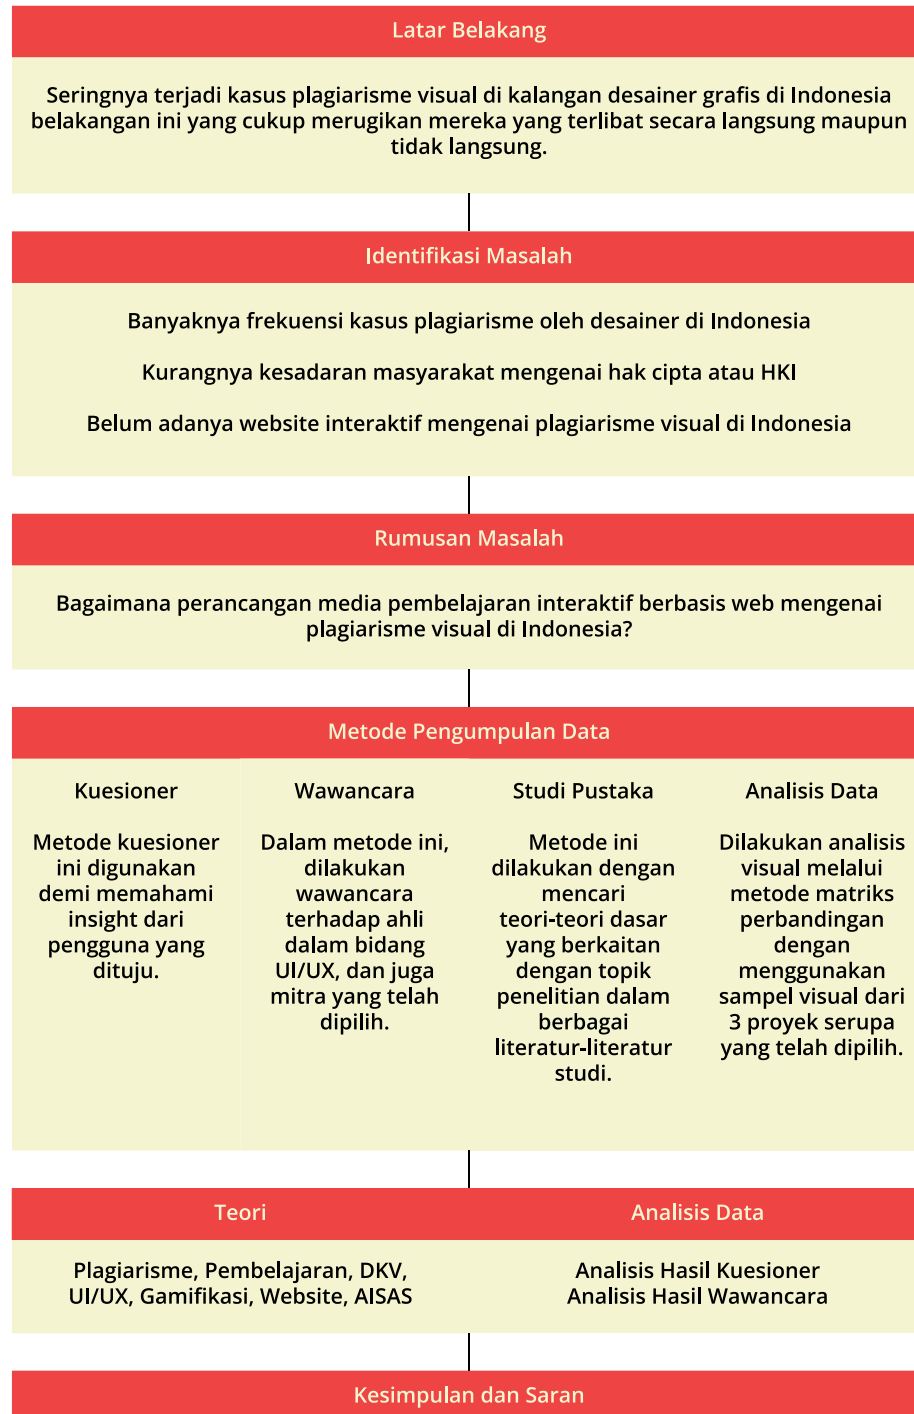 Latar Belakang
Seringnya terjadi kasus plagiarisme visual di kalangan desainer grafis di Indonesia
belakangan ini yang cukup merugikan mereka yang terlibat secara langsung maupun
tidak langsung.
Identifikasi Masalah
Banyaknya frekuensi kasus plagiarisme oleh desainer di Indonesia
Kurangnya kesadaran masyarakat mengenai hak cipta atau HKI
Belum adanya website interaktif mengenai plagiarisme visual di Indonesia
Rumusan Masalah
Bagaimana perancangan media pembelajaran interaktif berbasis web mengenai
plagiarisme visual di Indonesia?
Metode Pengumpulan Data
Kuesioner
Metode kuesioner
ini digunakan
demi memahami
insight dari
pengguna yang
dituju.
Wawancara
Dalam metode ini,
dilakukan
wawancara
terhadap ahli
dalam bidang
UI/UX, dan juga
mitra yang telah
dipilih.
Studi Pustaka
Metode ini
dilakukan dengan
mencari
teori-teori dasar
yang berkaitan
dengan topik
penelitian dalam
berbagai
literatur-literatur
studi.
Analisis Data
Dilakukan analisis
visual melalui
metode matriks
perbandingan
dengan
menggunakan
sampel visual dari
3 proyek serupa
yang telah dipilih.
Teori
Plagiarisme, Pembelajaran, DKV,
UI/UX, Gamifikasi, Website, AISAS
Analisis Data
Analisis Hasil Kuesioner
Analisis Hasil Wawancara
Kesimpulan dan Saran